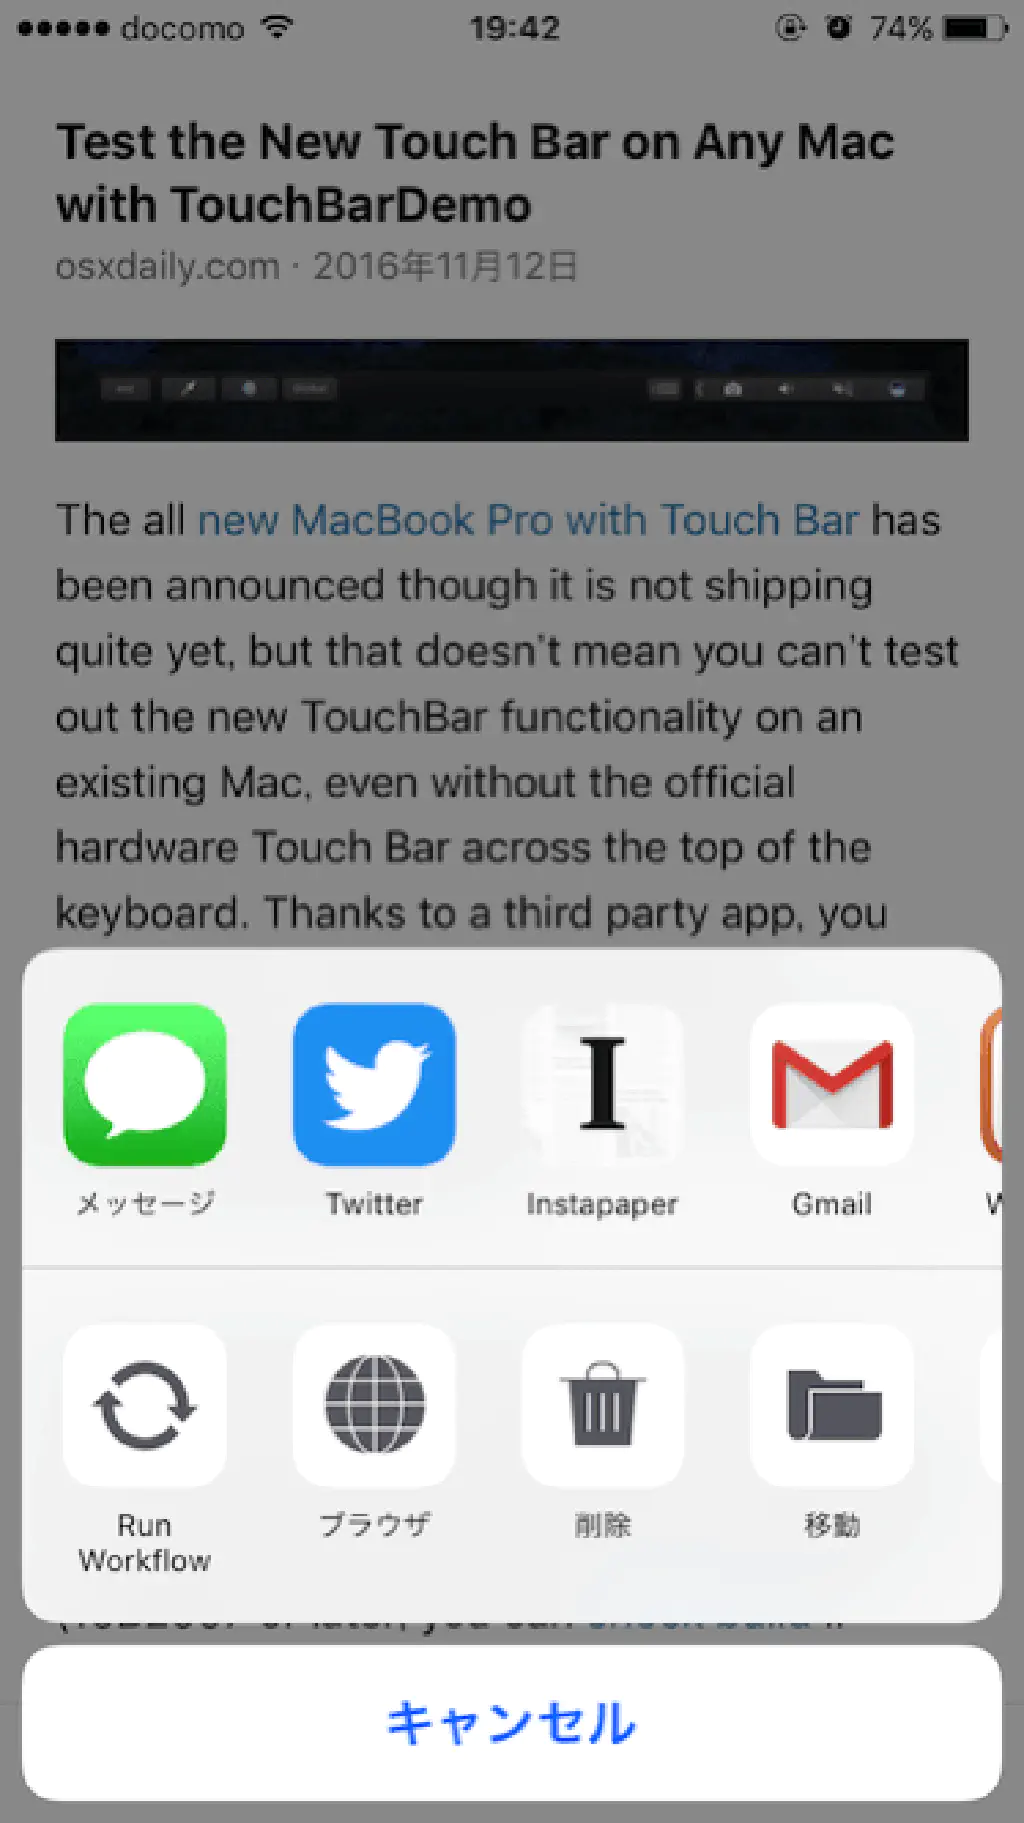 docomo 19:42 74%
Test the New Touch Bar on Any Mac
with TouchBarDemo
osxdaily.com · 2016年11月12日
The all new MacBook Pro with Touch Bar has
been announced though it is not shipping
quite yet, but that doesn't mean you can't test
out the new TouchBar functionality on an
existing Mac, even without the official
hardware Touch Bar across the top of the
keyboard. Thanks to a third party app, you
メッセージ Twitter Instapaper Gmail
Run ブラウザ 削除 移動
Workflow
キャンセル